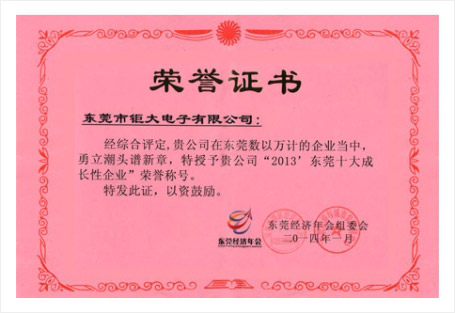 荣誉证书
东莞市钜大电子有限公司：
经综合评定,贵公司在东莞数以万计的企业当中，
勇立潮头谱新章，特授予贵公司“2013’东莞十大成
长性企业”荣誉称号。
特发此证，以资鼓励。
东莞经济年会
东莞经济年会组委会
二〇一四年一月